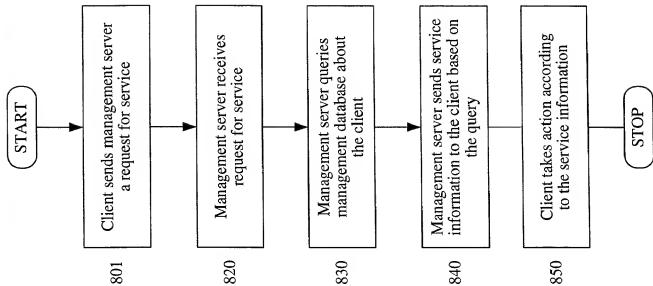 START
801
Client sends management server
a request for service
820
Management server receives
request for service
830
Management server queries
management database about
the client
840
Management server sends service
information to the client based on
the query
850
Client takes action according
to the service information
STOP